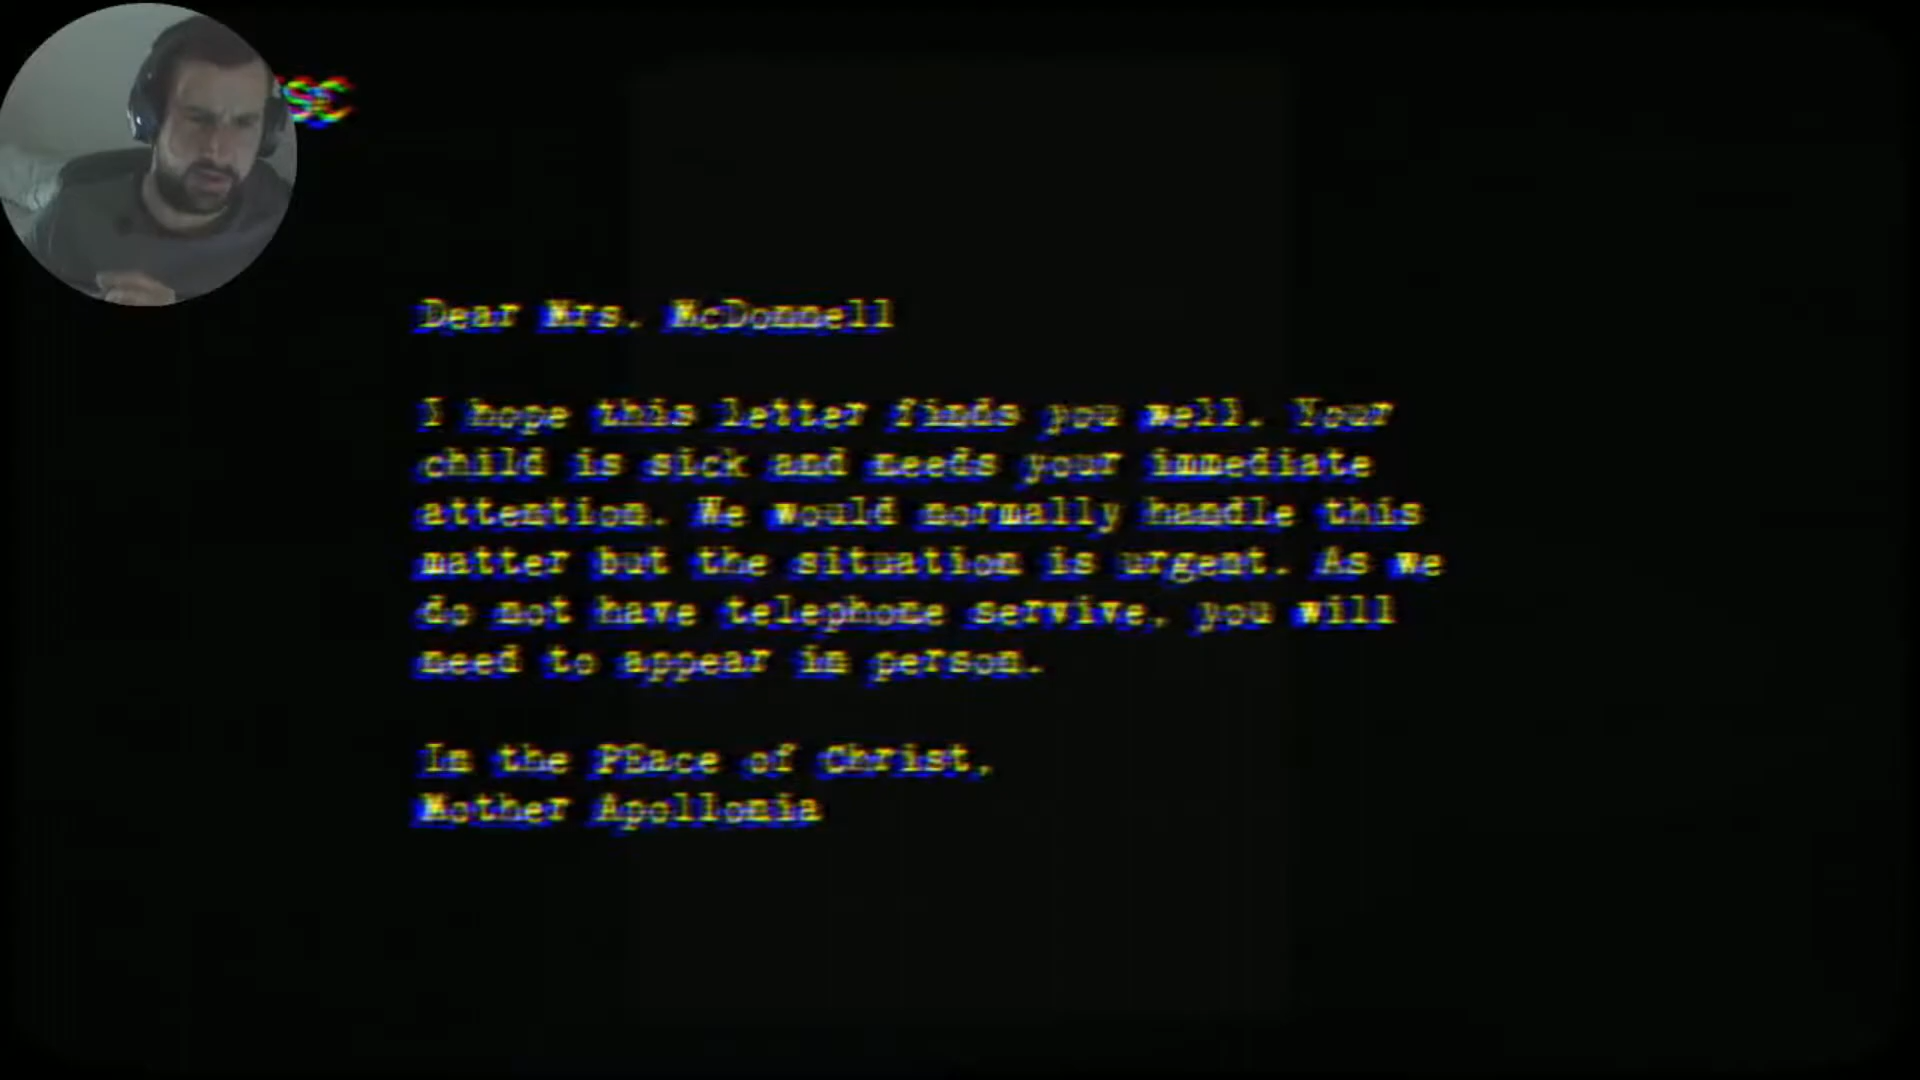 SC
Dear Mrs. McDonnell
I hope this letter finds you well. Your
child is sick and needs your immediate
attention. We would normally handle this
matter but the situation is urgent. As we
do not have telephone servive, you will
need to appear in person.
In the PEace of Christ,
Mother Apollonia